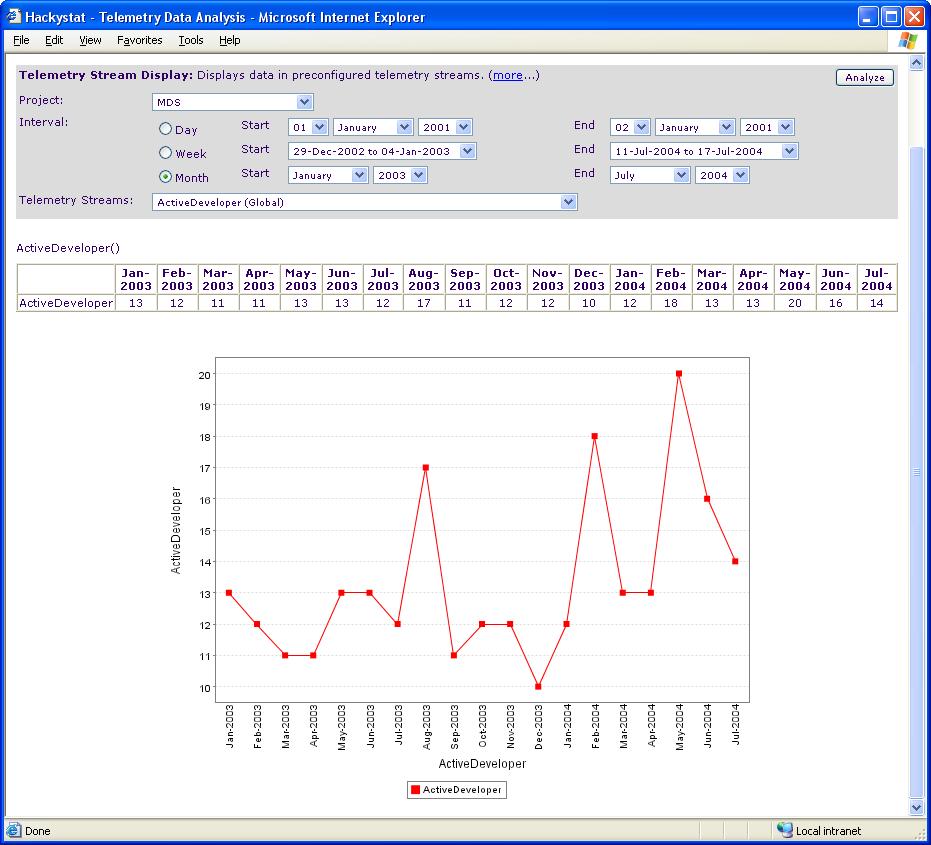 Hackystat - Telemetry Data Analysis - Microsoft Internet Explorer
File Edit View Favorites Tools Help
Telemetry Stream Display: Displays data in preconfigured telemetry streams. (more...) Analyze
Project: MDS
Interval: Day Start 01 January 2001 End 02 January 2001
Week Start 29-Dec-2002 to 04-Jan-2003 End 11-Jul-2004 to 17-Jul-2004
Month Start January 2003 End July 2004
Telemetry Streams: ActiveDeveloper (Global)
ActiveDeveloper()
Jan- Feb- Mar- Apr- May- Jun- Jul- Aug- Sep- Oct- Nov- Dec- Jan- Feb- Mar- Apr- May- Jun- Jul-
2003 2003 2003 2003 2003 2003 2003 2003 2003 2003 2003 2003 2004 2004 2004 2004 2004 2004 2004
ActiveDeveloper 13 12 11 11 13 13 12 17 11 12 12 10 12 18 13 13 20 16 14
20
19
18
17
16
15
14
13
12
11
10
ActiveDeveloper
Jan-2003 Feb-2003 Mar-2003 Apr-2003 May-2003 Jun-2003 Jul-2003 Aug-2003 Sep-2003 Oct-2003 Nov-2003 Dec-2003 Jan-2004 Feb-2004 Mar-2004 Apr-2004 May-2004 Jun-2004 Jul-2004
ActiveDeveloper
ActiveDeveloper
Done Local intranet